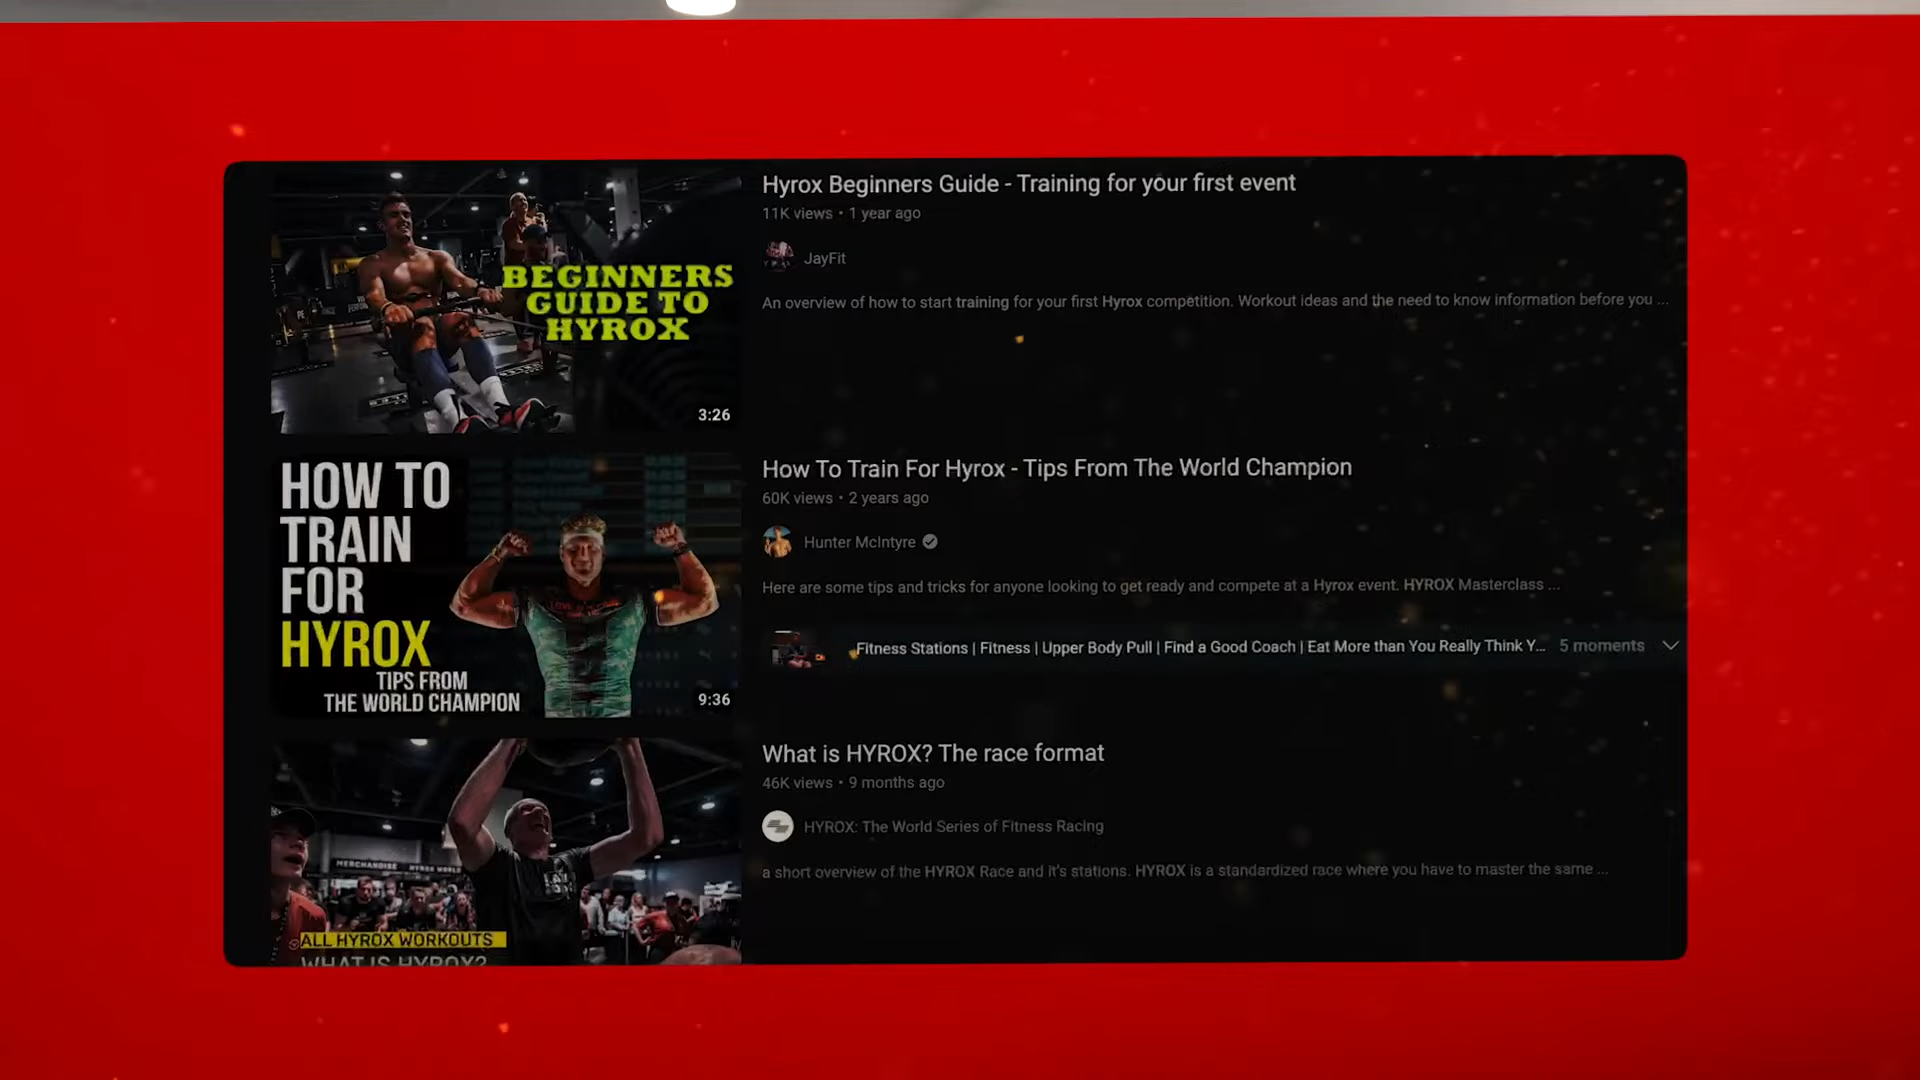 Hyrox Beginners Guide - Training for your first event
11K views • 1 year ago
JayFit
An overview of how to start training for your first Hyrox competition. Workout ideas and the need to know information before you ...
BEGINNERS
GUIDE TO
HYROX
3:26
How To Train For Hyrox - Tips From The World Champion
60K views • 2 years ago
Hunter McIntyre
Here are some tips and tricks for anyone looking to get ready and compete at a Hyrox event. HYROX Masterclass ...
Fitness Stations | Fitness | Upper Body Pull | Find a Good Coach | Eat More than You Really Think Y... 5 moments
HOW TO
TRAIN
FOR
HYROX
TIPS FROM
THE WORLD CHAMPION
9:36
What is HYROX? The race format
46K views • 9 months ago
HYROX: The World Series of Fitness Racing
a short overview of the HYROX Race and it's stations. HYROX is a standardized race where you have to master the same ...
MERCHANDISE HYROX WORLD
ALL HYROX WORKOUTS
WHAT IS HYROX?